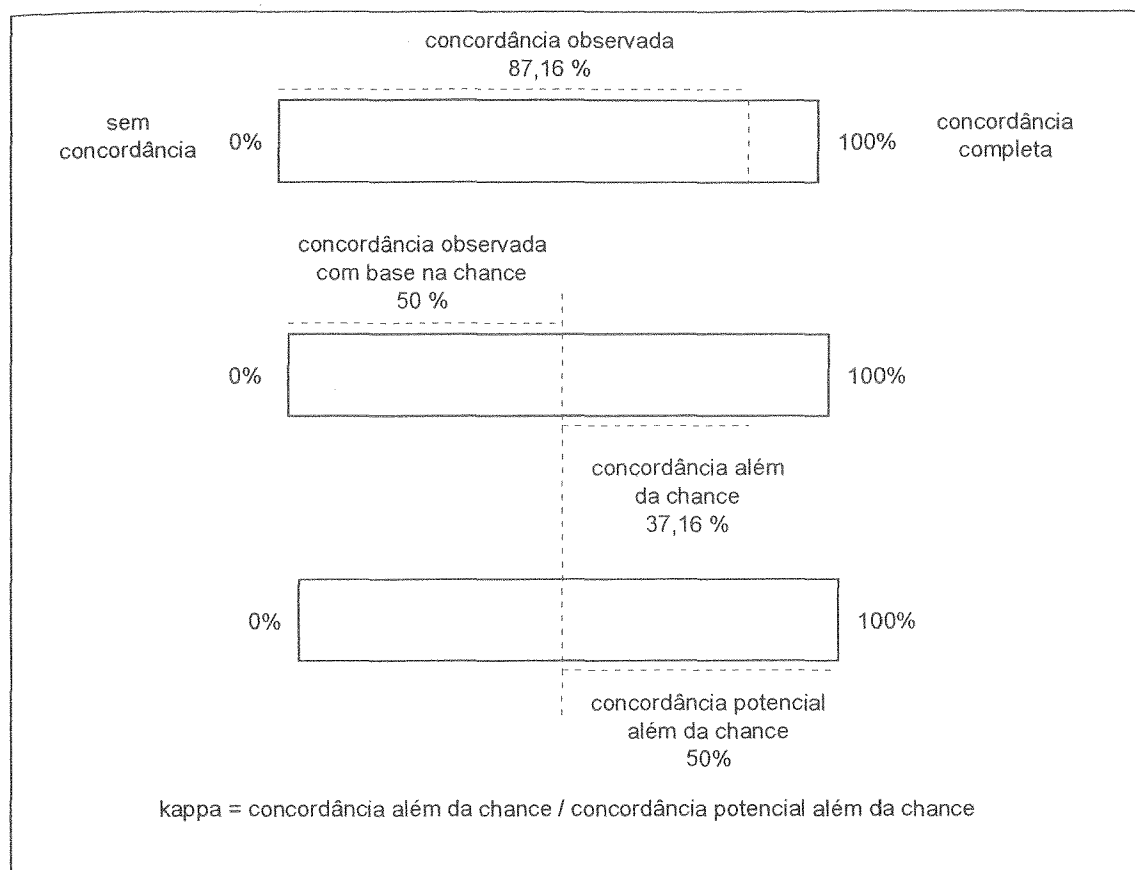 concordância observada
87,16 %
sem
concordância
0%
100%
concordância
completa
concordância observada
com base na chance
50 %
0%
100%
concordância além
da chance
37,16 %
0%
100%
concordância potencial
além da chance
50%
kappa = concordância além da chance / concordância potencial além da chance